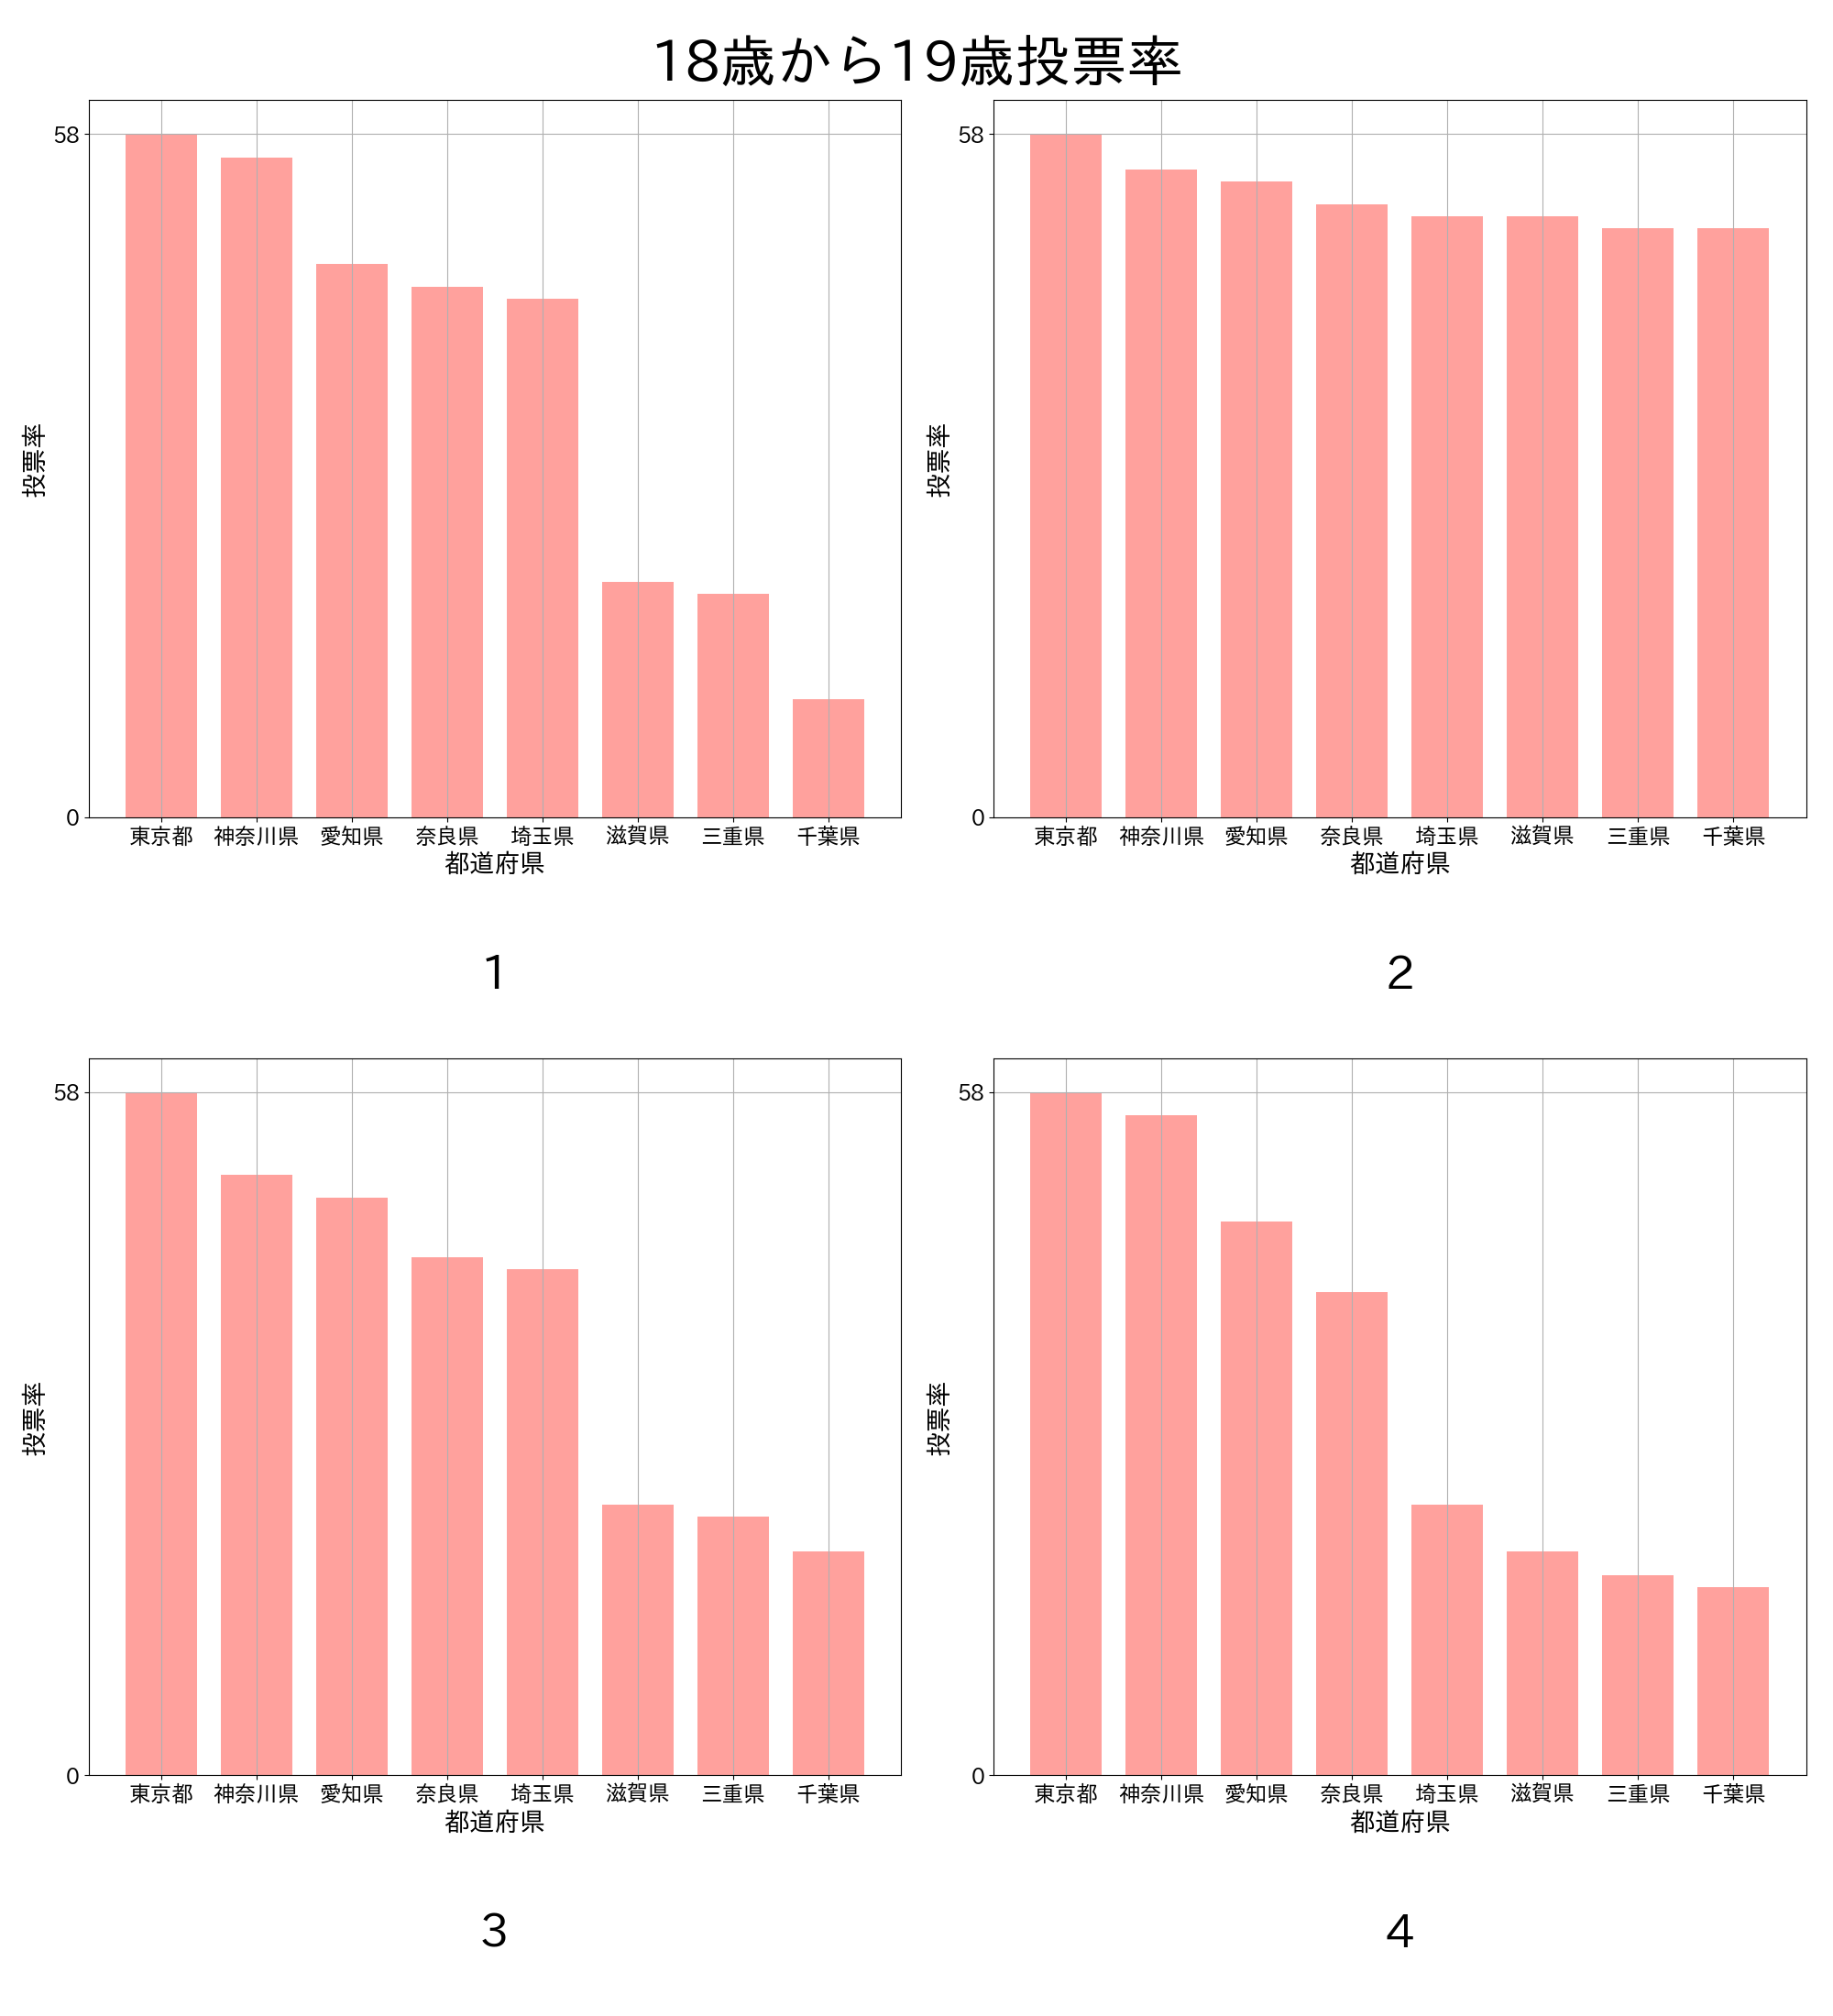 18歳から19歳投票率
58
0
投票率
東京都 神奈川県 愛知県 奈良県 埼玉県 滋賀県 三重県 千葉県
都道府県
1
58
0
投票率
東京都 神奈川県 愛知県 奈良県 埼玉県 滋賀県 三重県 千葉県
都道府県
2
58
0
投票率
東京都 神奈川県 愛知県 奈良県 埼玉県 滋賀県 三重県 千葉県
都道府県
3
58
0
投票率
東京都 神奈川県 愛知県 奈良県 埼玉県 滋賀県 三重県 千葉県
都道府県
4